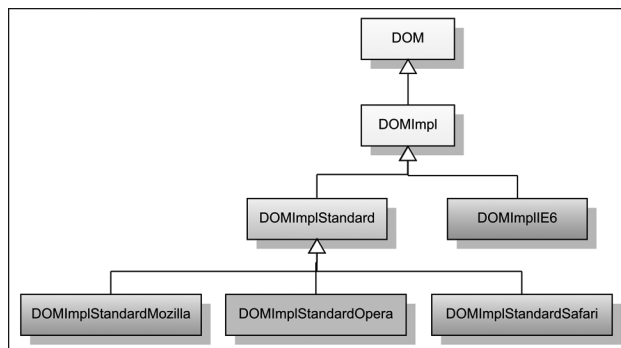 DOM
DOMImpl
DOMImplStandard
DOMImplIE6
DOMImplStandardMozilla
DOMImplStandardOpera
DOMImplStandardSafari